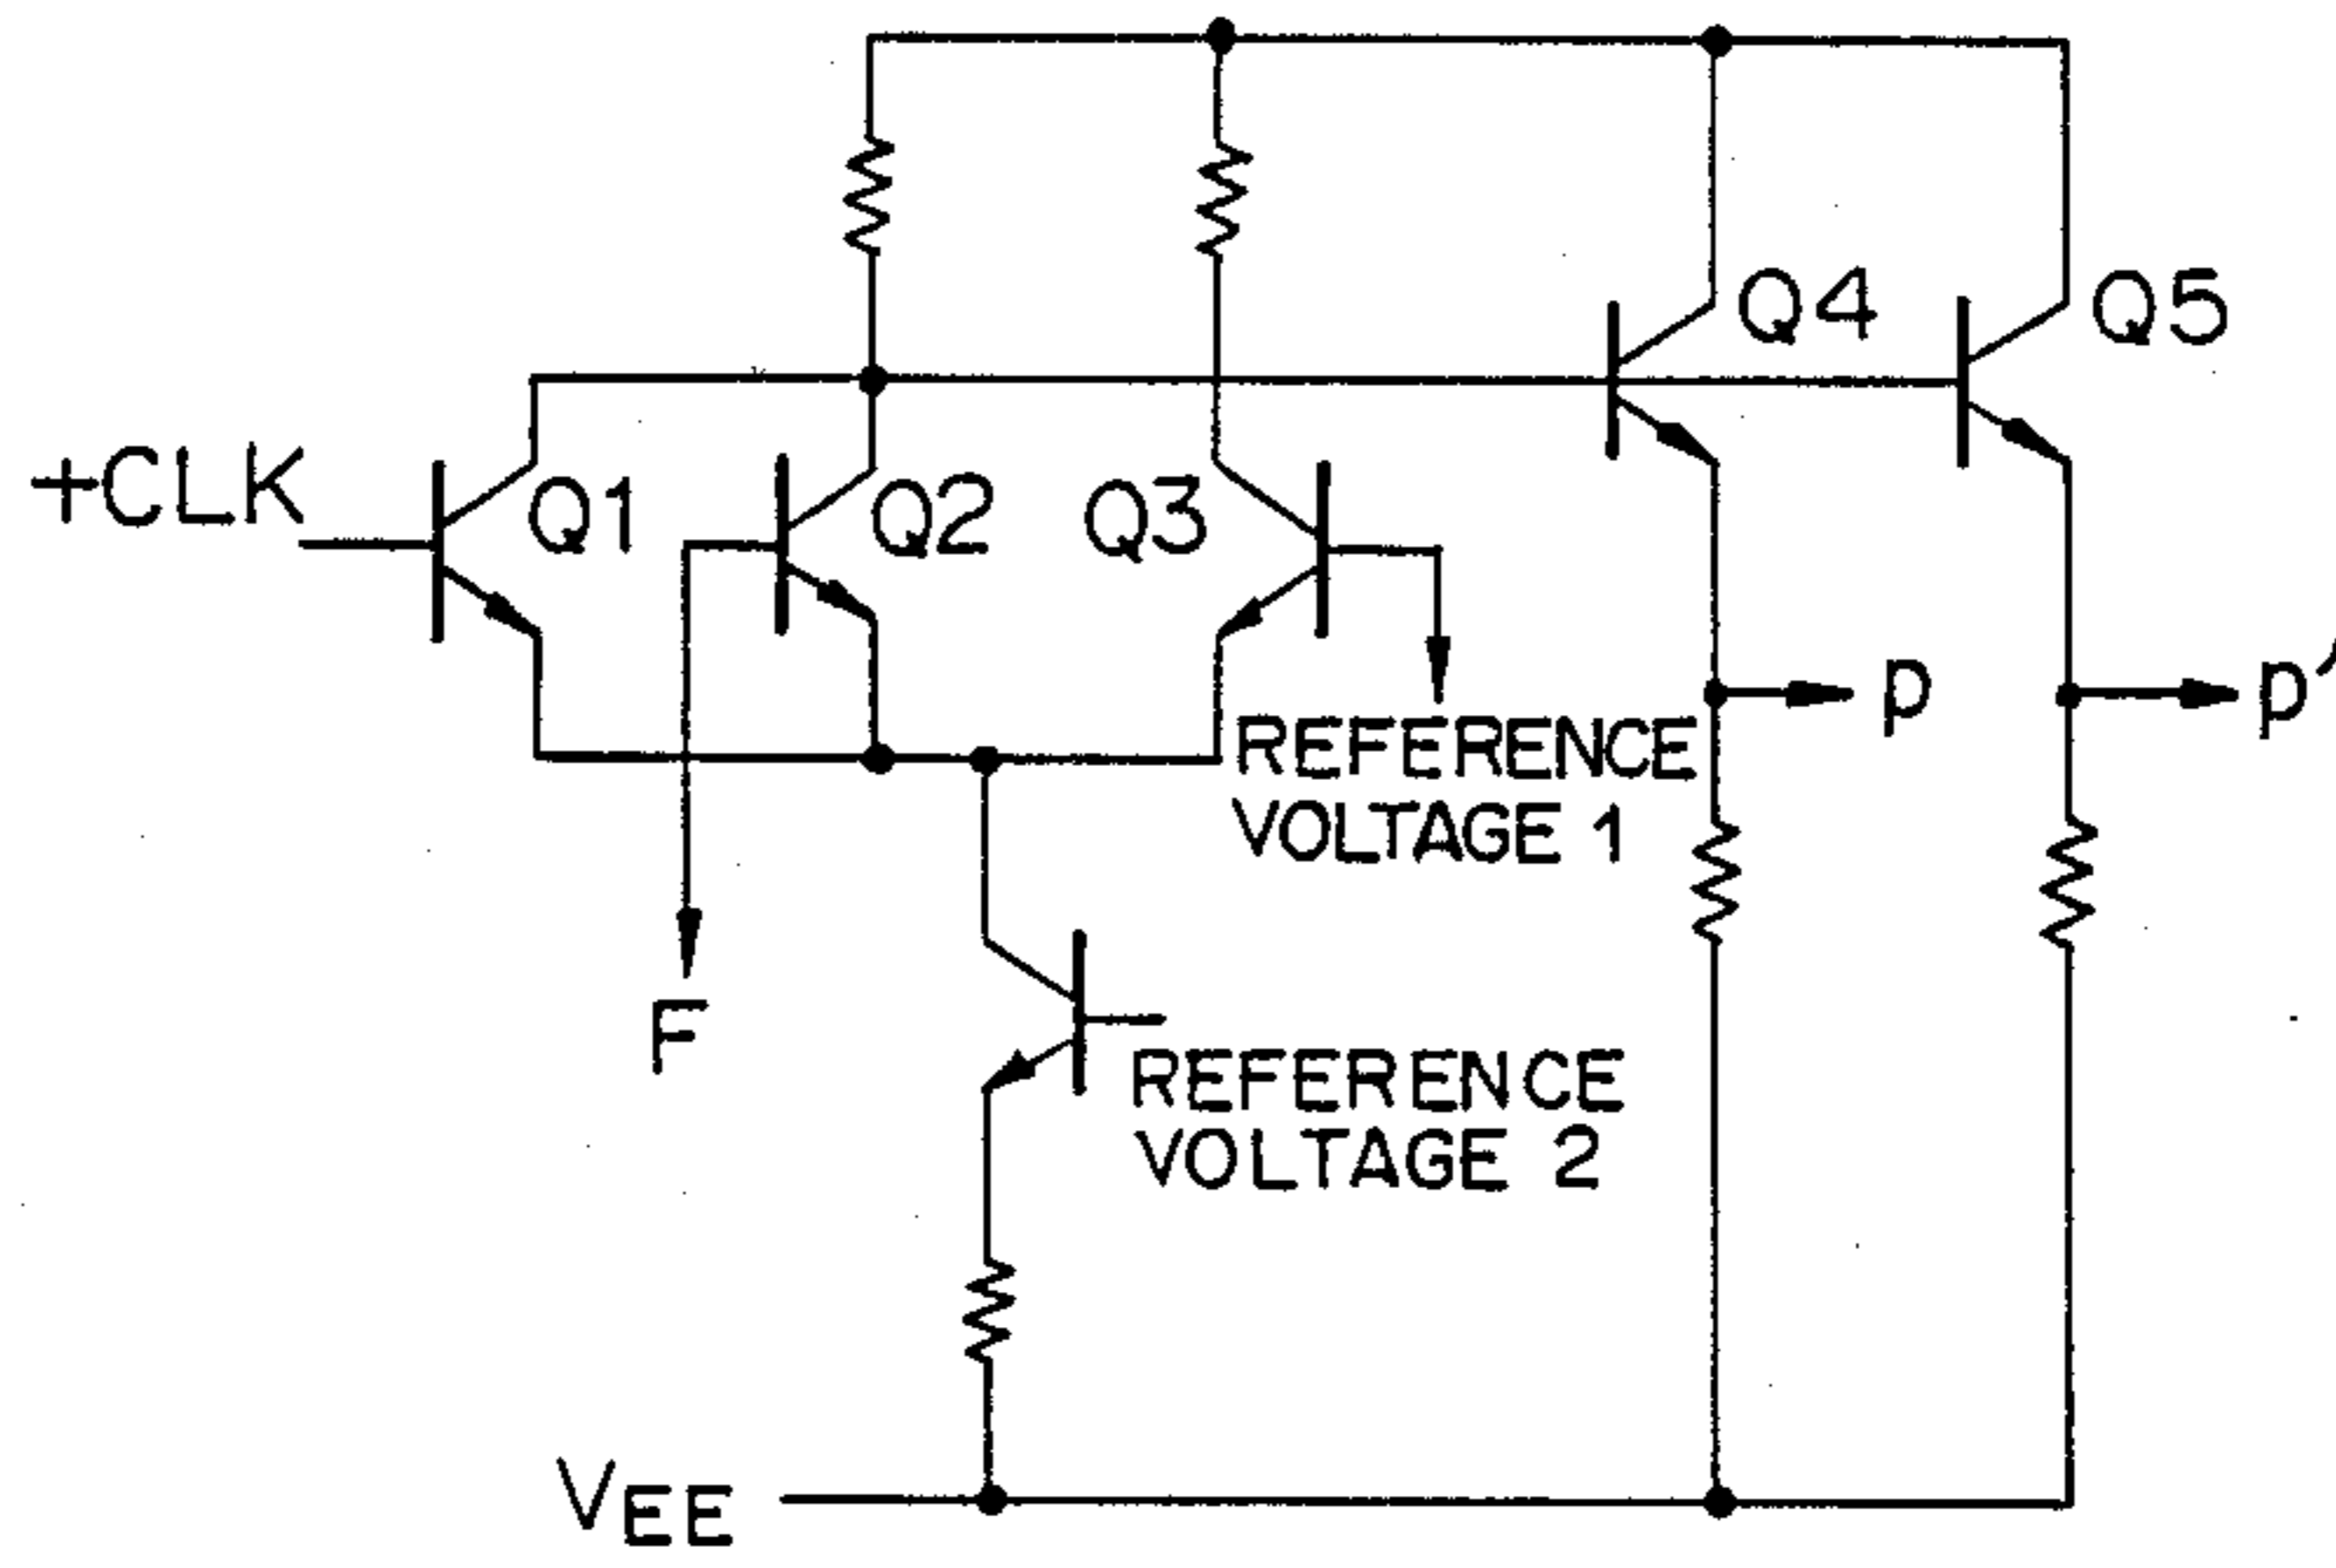 Q4
Q5
+CLK
Q1
Q2
Q3
p
p′
REFERENCE
VOLTAGE 1
F
REFERENCE
VOLTAGE 2
VEE